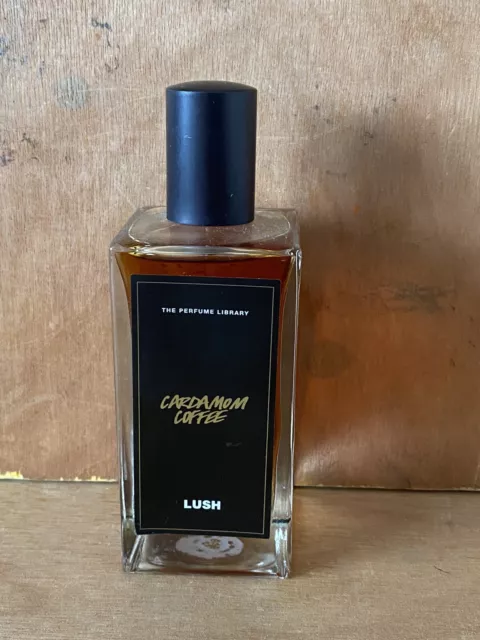 THE PERFUME LIBRARY
CARDAMOM
COFFEE
LUSH